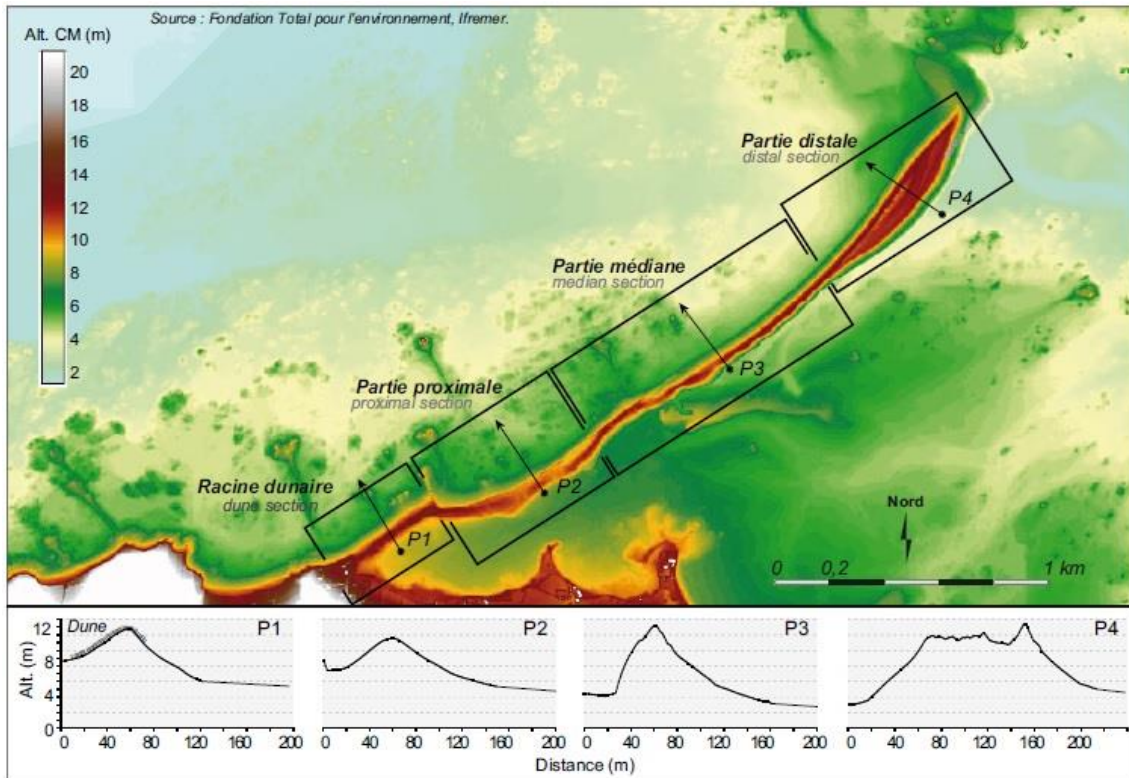 Source : Fondation Total pour l'environnement, Ifremer.
Alt. CM (m)
20
18
16
14
12
10
8
6
4
2
Partie distale
distal section
P4
Partie médiane
median section
P3
Partie proximale
proximal section
P2
Racine dunaire
dune section
P1
Nord
0 0,2 1 km
Dune P1 P2 P3 P4
Alt. (m)
12
8
4
0
0 40 80 120 160 200
0 40 80 120 160 200
0 40 80 120 160 200
0 40 80 120 160 200
Distance (m)